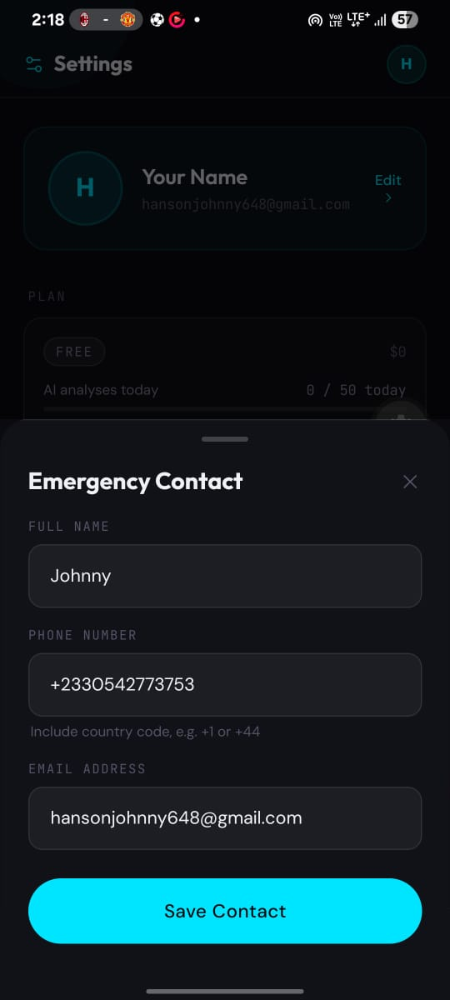 2:18 - VoD LTE LTE+ 57
Settings
H
H
Your Name
hansonjohnny648@gmail.com
Edit
PLAN
FREE
$0
AI analyses today
0 / 50 today
Emergency Contact
FULL NAME
Johnny
PHONE NUMBER
+2330542773753
Include country code, e.g. +1 or +44
EMAIL ADDRESS
hansonjohnny648@gmail.com
Save Contact